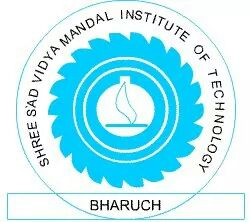 SHREE SAD VIDYA MANDAL INSTITUTE OF TECHNOLOGY
BHARUCH